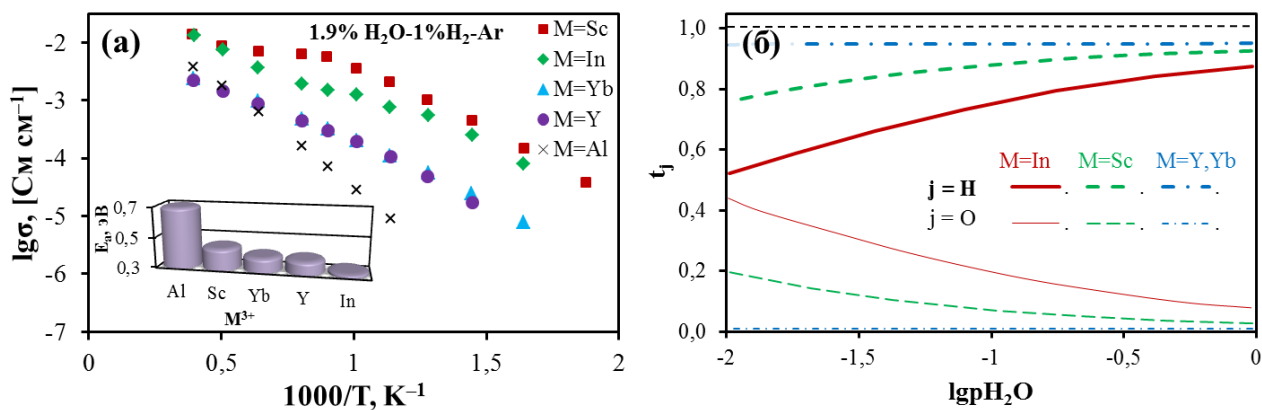 (а)
1.9% H₂O-1%H₂-Ar
M=Sc
M=In
M=Yb
M=Y
M=Al
lgσ, [См см⁻¹]
-2
-3
-4
-5
-6
-7
0
0,5
1
1,5
2
1000/T, K⁻¹
Eₐ, эВ
0,7
0,5
0,3
Al
Sc
Yb
Y
In
M³⁺
(б)
tⱼ
1,0
0,8
0,6
0,4
0,2
0,0
M=In
M=Sc
M=Y,Yb
j = H
j = O
-2
-1,5
-1
-0,5
0
lgpH₂O